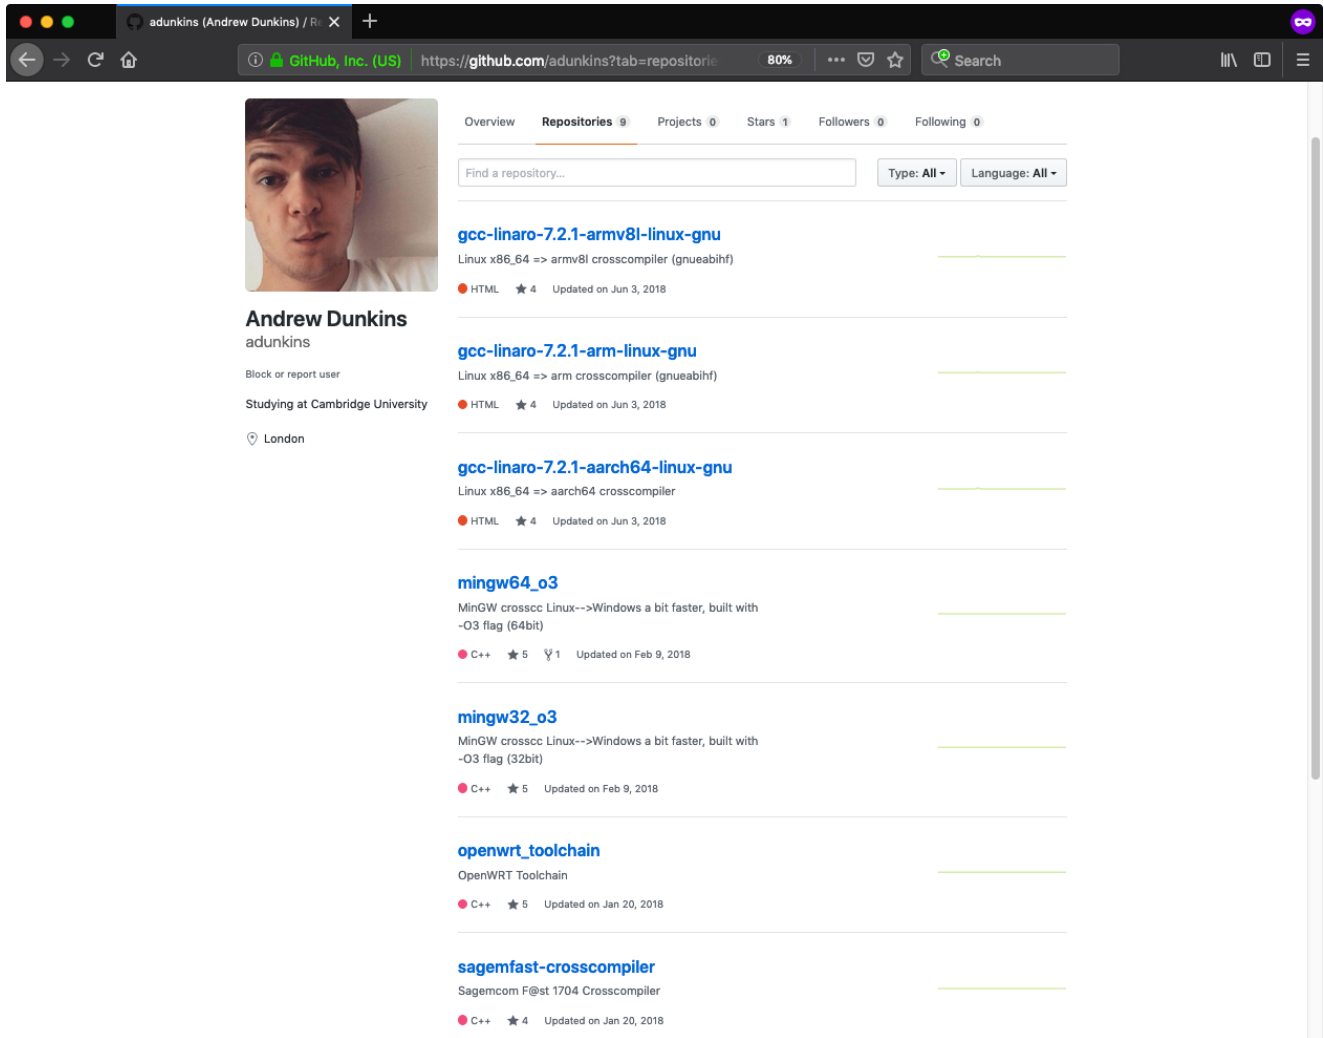 adunkins (Andrew Dunkins) / Re
GitHub, Inc. (US)
https://github.com/adunkins?tab=repositorie
80%
Search
Overview
Repositories 9
Projects 0
Stars 1
Followers 0
Following 0
Find a repository...
Type: All
Language: All
gcc-linaro-7.2.1-armv8l-linux-gnu
Linux x86_64 => armv8l crosscompiler (gnueabihf)
HTML 4 Updated on Jun 3, 2018
Andrew Dunkins
adunkins
Block or report user
Studying at Cambridge University
London
gcc-linaro-7.2.1-arm-linux-gnu
Linux x86_64 => arm crosscompiler (gnueabihf)
HTML 4 Updated on Jun 3, 2018
gcc-linaro-7.2.1-aarch64-linux-gnu
Linux x86_64 => aarch64 crosscompiler
HTML 4 Updated on Jun 3, 2018
mingw64_o3
MinGW crosscc Linux-->Windows a bit faster, built with
-O3 flag (64bit)
C++ 5 1 Updated on Feb 9, 2018
mingw32_o3
MinGW crosscc Linux-->Windows a bit faster, built with
-O3 flag (32bit)
C++ 5 Updated on Feb 9, 2018
openwrt_toolchain
OpenWRT Toolchain
C++ 5 Updated on Jan 20, 2018
sagemfast-crosscompiler
Sagemcom F@st 1704 Crosscompiler
C++ 4 Updated on Jan 20, 2018